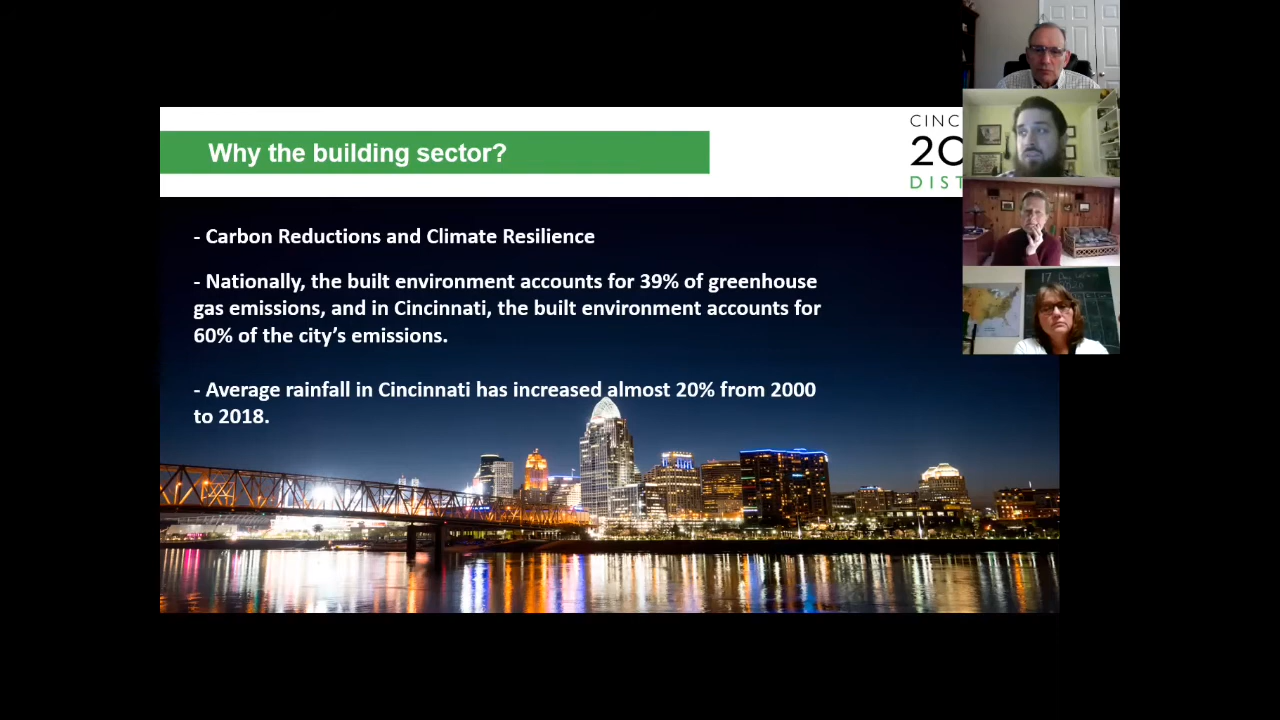 Why the building sector?
CINC
20
DIST
- Carbon Reductions and Climate Resilience
- Nationally, the built environment accounts for 39% of greenhouse
gas emissions, and in Cincinnati, the built environment accounts for
60% of the city’s emissions.
- Average rainfall in Cincinnati has increased almost 20% from 2000
to 2018.
17